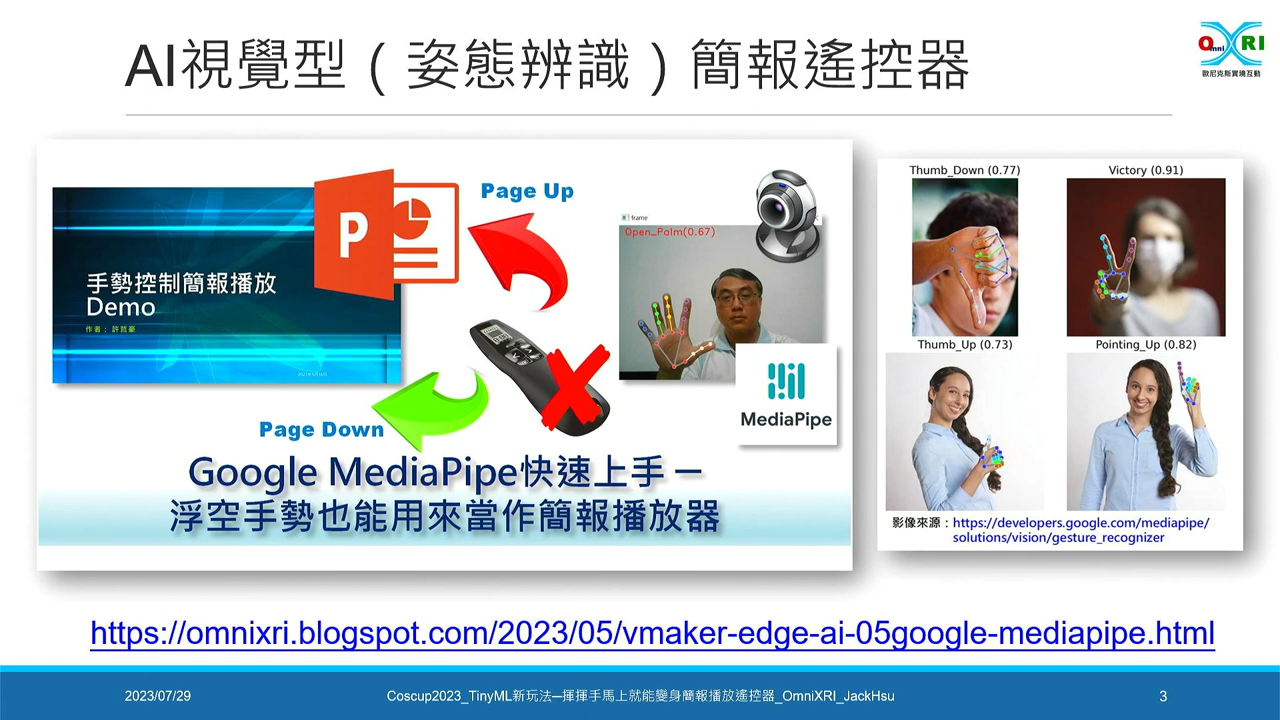 AI視覺型（姿態辨識）簡報遙控器
OmniXRI
歐尼克斯實境互動
Page Up
P
手勢控制簡報播放
Demo
作者： 許哲豪
frame
Open_Palm(0.67)
MediaPipe
Page Down
Google MediaPipe快速上手－
浮空手勢也能用來當作簡報播放器
Thumb_Down (0.77)
Victory (0.91)
Thumb_Up (0.73)
Pointing_Up (0.82)
影像來源：https://developers.google.com/mediapipe/
solutions/vision/gesture_recognizer
https://omnixri.blogspot.com/2023/05/vmaker-edge-ai-05google-mediapipe.html
2023/07/29
Coscup2023_TinyML新玩法─揮揮手馬上就能變身簡報播放遙控器_OmniXRI_JackHsu
3